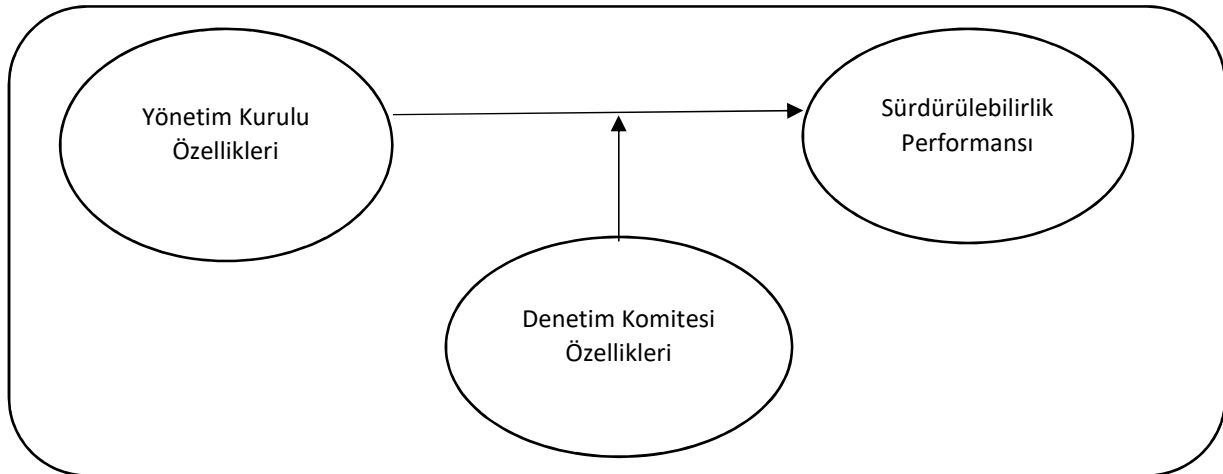 Yönetim Kurulu
Özellikleri
Sürdürülebilirlik
Performansı
Denetim Komitesi
Özellikleri